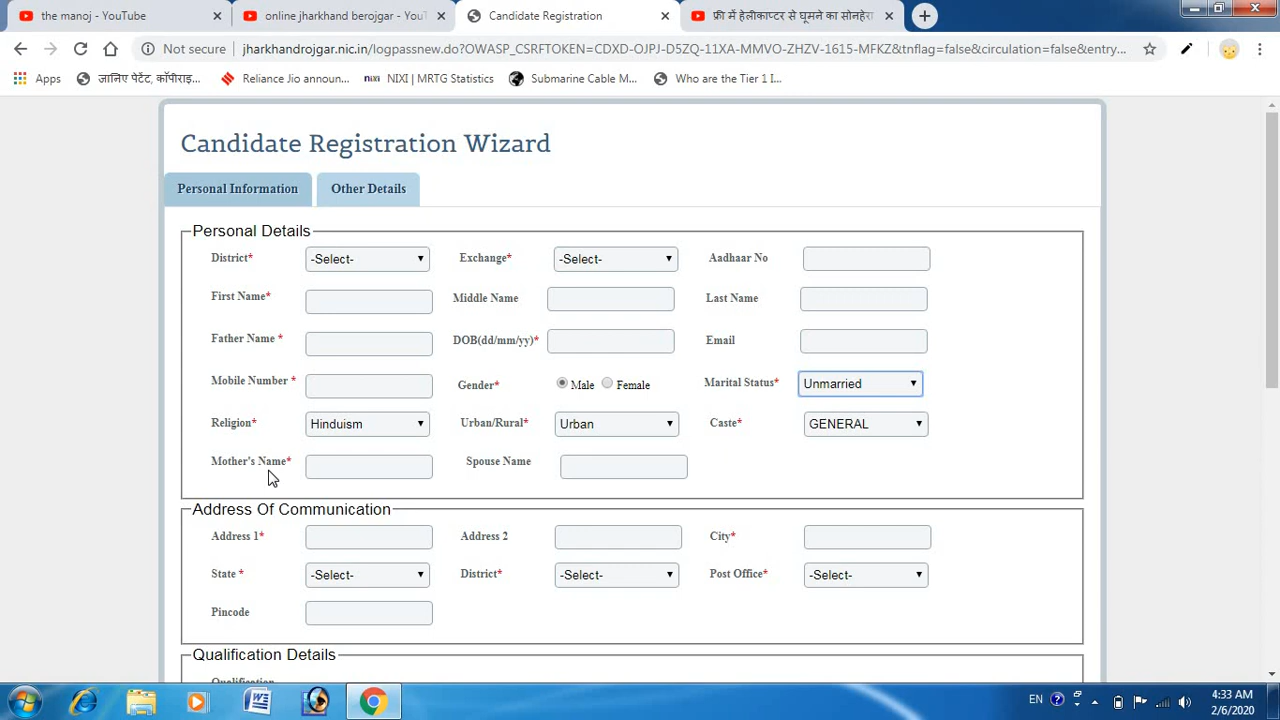 the manoj - YouTube
online jharkhand berojgar - YouT
Candidate Registration
फ्री में हेलीकाप्टर से घूमने का सोनहेरा
Not secure jharkhandrojgar.nic.in/logpassnew.do?OWASP_CSRFTOKEN=CDXD-OJPJ-D5ZQ-11XA-MMVO-ZHZV-1615-MFKZ&tnflag=false&circulation=false&entry...
Apps जानिए पेटेंट, कॉपीराइ... Reliance Jio announ... nixi NIXI | MRTG Statistics Submarine Cable M... Who are the Tier 1 I...
Candidate Registration Wizard
Personal Information Other Details
Personal Details
District* -Select- Exchange* -Select- Aadhaar No
First Name* Middle Name Last Name
Father Name * DOB(dd/mm/yy)* Email
Mobile Number * Gender* Male Female Marital Status* Unmarried
Religion* Hinduism Urban/Rural* Urban Caste* GENERAL
Mother's Name* Spouse Name
Address Of Communication
Address 1* Address 2 City*
State * -Select- District* -Select- Post Office* -Select-
Pincode
Qualification Details
Qualification
EN 4:33 AM
2/6/2020